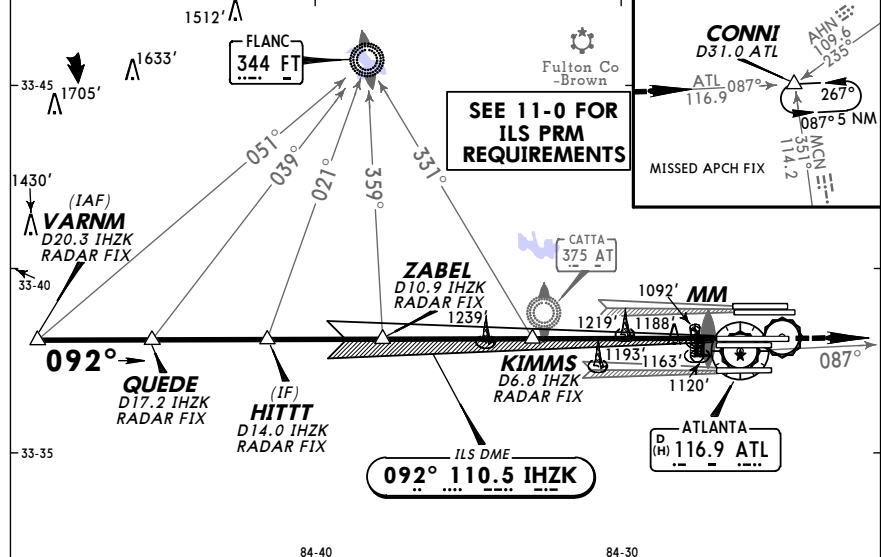 1512'
FLANC
344 FT
1633'
1705'
33-45
Fulton Co
-Brown
SEE 11-0 FOR
ILS PRM
REQUIREMENTS
CONNI
D31.0 ATL
AHN
109.6
235°
ATL
116.9
087°
267°
087° 5 NM
MCN
114.2
351°
MISSED APCH FIX
051°
039°
021°
359°
331°
1430'
(IAF)
VARNM
D20.3 IHZK
RADAR FIX
33-40
CATTA
375 AT
ZABEL
D10.9 IHZK
RADAR FIX
1239'
1092'
MM
1219'
1188'
092°
QUEDE
D17.2 IHZK
RADAR FIX
(IF)
HITTT
D14.0 IHZK
RADAR FIX
KIMMS
D6.8 IHZK
RADAR FIX
1193'
1163'
1120'
087°
ATLANTA
D
(H)
116.9 ATL
33-35
ILS DME
092° 110.5 IHZK
84-40
84-30